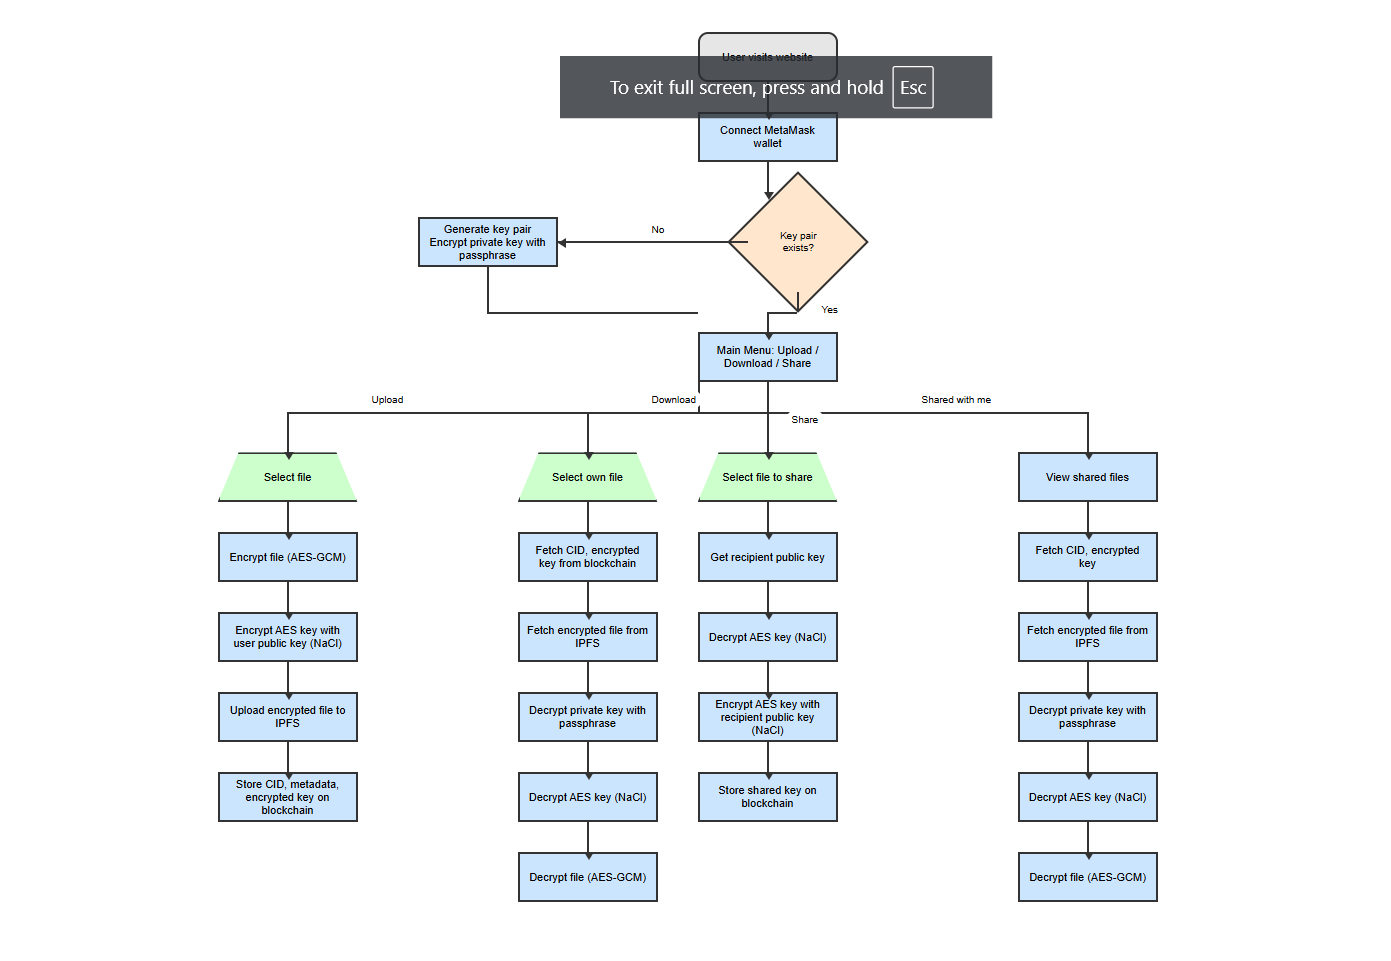 User visits website
To exit full screen, press and hold Esc
Connect MetaMask
wallet
Key pair
exists?
No
Generate key pair
Encrypt private key with
passphrase
Yes
Main Menu: Upload /
Download / Share
Upload
Download
Share
Shared with me
Select file
Encrypt file (AES-GCM)
Encrypt AES key with
user public key (NaCl)
Upload encrypted file to
IPFS
Store CID, metadata,
encrypted key on
blockchain
Select own file
Fetch CID, encrypted
key from blockchain
Fetch encrypted file from
IPFS
Decrypt private key with
passphrase
Decrypt AES key (NaCl)
Decrypt file (AES-GCM)
Select file to share
Get recipient public key
Decrypt AES key (NaCl)
Encrypt AES key with
recipient public key
(NaCl)
Store shared key on
blockchain
View shared files
Fetch CID, encrypted
key
Fetch encrypted file from
IPFS
Decrypt private key with
passphrase
Decrypt AES key (NaCl)
Decrypt file (AES-GCM)